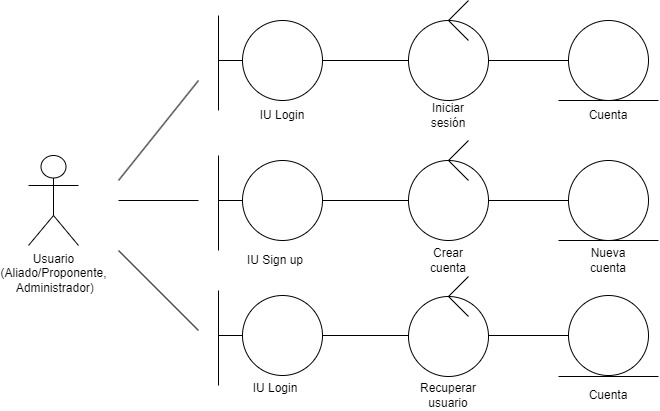 IU Login
Iniciar
sesión
Cuenta
Usuario
(Aliado/Proponente,
Administrador)
IU Sign up
Crear
cuenta
Nueva
cuenta
IU Login
Recuperar
usuario
Cuenta